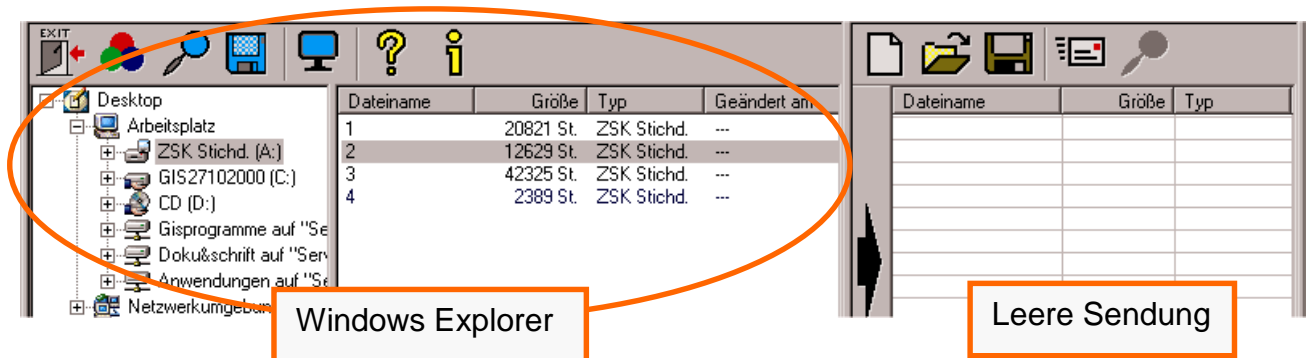 EXIT
Desktop
Arbeitsplatz
ZSK Stichd. (A:)
GIS27102000 (C:)
CD (D:)
Gisprogramme auf "Se
Doku&schrift auf "Serv
Anwendungen auf "Se
Netzwerkumgebun
Dateiname Größe Typ Geändert am
1 20821 St. ZSK Stichd. ---
2 12629 St. ZSK Stichd. ---
3 42325 St. ZSK Stichd. ---
4 2389 St. ZSK Stichd. ---
Windows Explorer
Dateiname Größe Typ
Leere Sendung